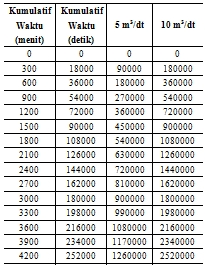 Kumulatif Waktu (menit) Kumulatif Waktu (detik) 5 m³/dt 10 m³/dt
0 0 0 0
300 18000 90000 180000
600 36000 180000 360000
900 54000 270000 540000
1200 72000 360000 720000
1500 90000 450000 900000
1800 108000 540000 1080000
2100 126000 630000 1260000
2400 144000 720000 1440000
2700 162000 810000 1620000
3000 180000 900000 1800000
3300 198000 990000 1980000
3600 216000 1080000 2160000
3900 234000 1170000 2340000
4200 252000 1260000 2520000